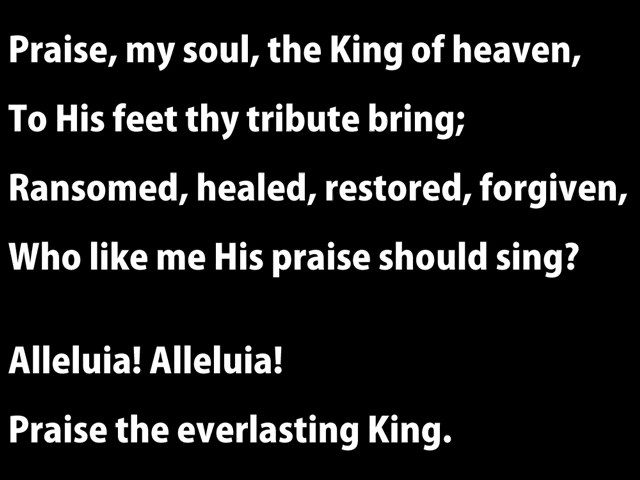 Praise, my soul, the King of heaven,
To His feet thy tribute bring;
Ransomed, healed, restored, forgiven,
Who like me His praise should sing?
Alleluia! Alleluia!
Praise the everlasting King.